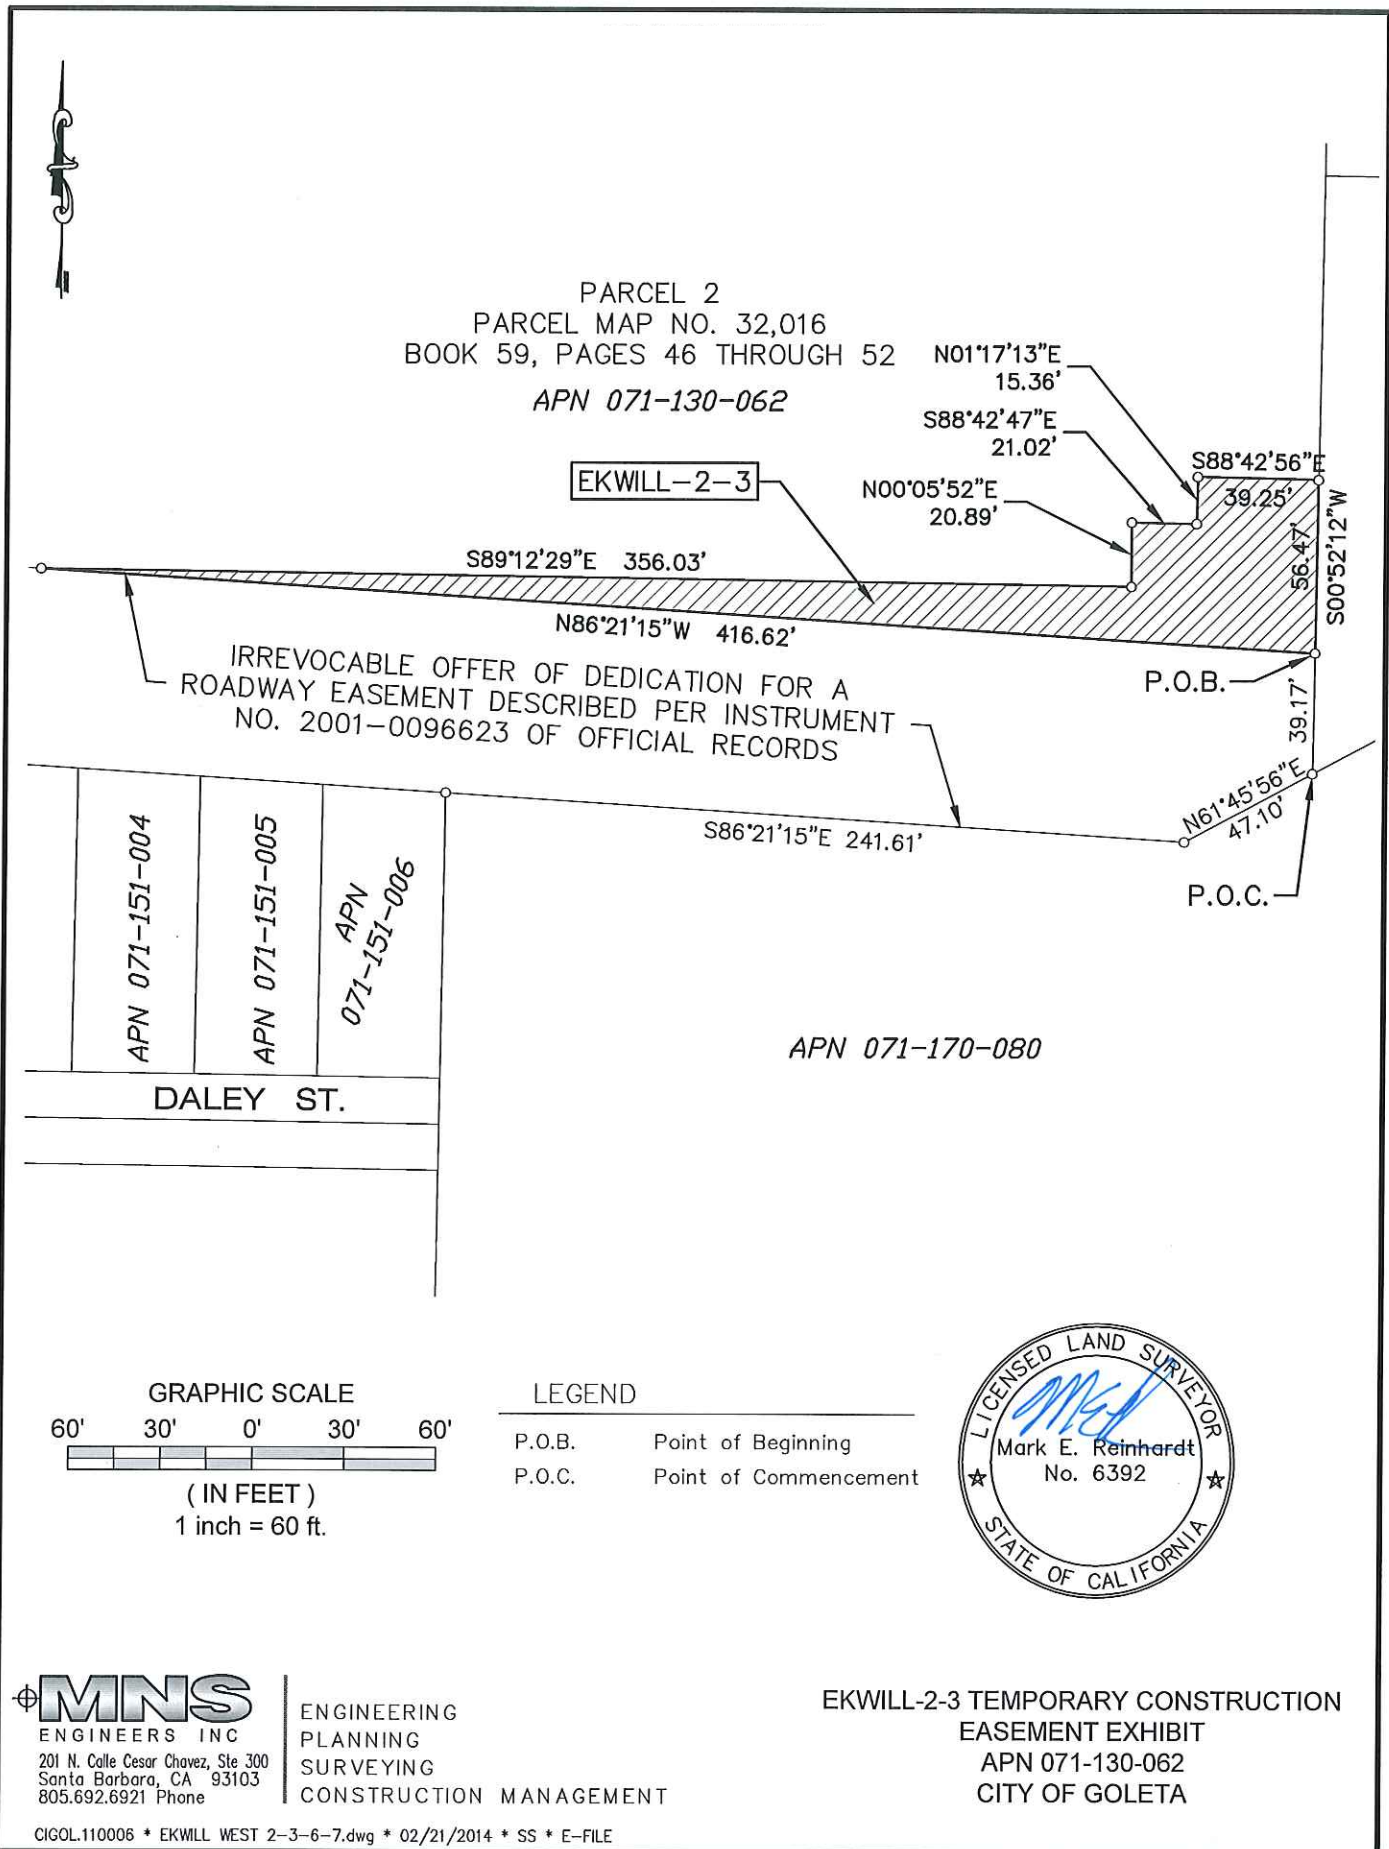 PARCEL 2
PARCEL MAP NO. 32,016
BOOK 59, PAGES 46 THROUGH 52
APN 071-130-062
N01°17'13"E
15.36'
S88°42'47"E
21.02'
S88°42'56"E
39.25'
EKWILL-2-3
N00°05'52"E
20.89'
56.47'
S00°52'12"W
S89°12'29"E 356.03'
N86°21'15"W 416.62'
IRREVOCABLE OFFER OF DEDICATION FOR A
ROADWAY EASEMENT DESCRIBED PER INSTRUMENT
NO. 2001-0096623 OF OFFICIAL RECORDS
P.O.B.
39.17'
N61°45'56"E
47.10'
S86°21'15"E 241.61'
P.O.C.
APN 071-151-004
APN 071-151-005
APN
071-151-006
APN 071-170-080
DALEY ST.
GRAPHIC SCALE
60' 30' 0' 30' 60'
( IN FEET )
1 inch = 60 ft.
LEGEND
P.O.B. Point of Beginning
P.O.C. Point of Commencement
LICENSED LAND SURVEYOR
Mark E. Reinhardt
No. 6392
STATE OF CALIFORNIA
MNS
ENGINEERS INC
201 N. Calle Cesar Chavez, Ste 300
Santa Barbara, CA 93103
805.692.6921 Phone
ENGINEERING
PLANNING
SURVEYING
CONSTRUCTION MANAGEMENT
EKWILL-2-3 TEMPORARY CONSTRUCTION
EASEMENT EXHIBIT
APN 071-130-062
CITY OF GOLETA
CIGOL.110006 * EKWILL WEST 2-3-6-7.dwg * 02/21/2014 * SS * E-FILE